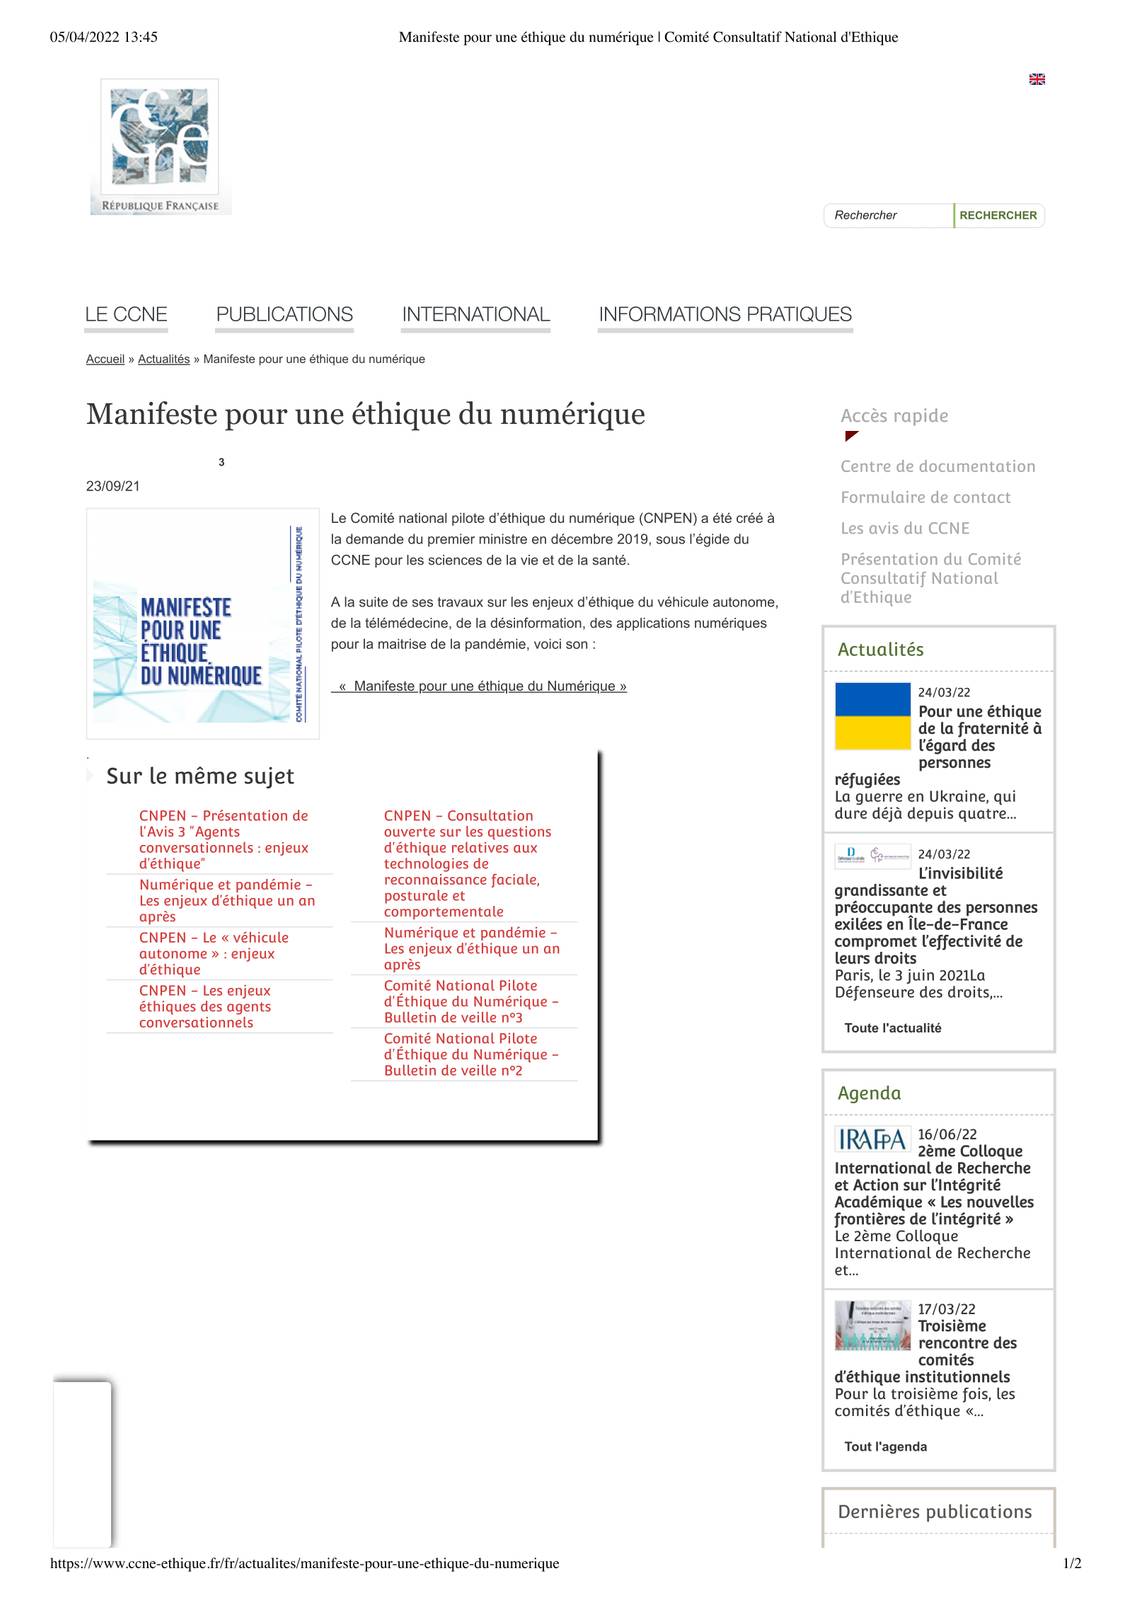 05/04/2022 13:45
Manifeste pour une éthique du numérique | Comité Consultatif National d'Ethique
ccne
RÉPUBLIQUE FRANÇAISE
Rechercher
RECHERCHER
LE CCNE
PUBLICATIONS
INTERNATIONAL
INFORMATIONS PRATIQUES
Accueil » Actualités » Manifeste pour une éthique du numérique
Manifeste pour une éthique du numérique
3
23/09/21
MANIFESTE
POUR UNE
ÉTHIQUE
DU NUMÉRIQUE
COMITÉ NATIONAL PILOTE D'ÉTHIQUE DU NUMÉRIQUE
Le Comité national pilote d’éthique du numérique (CNPEN) a été créé à
la demande du premier ministre en décembre 2019, sous l’égide du
CCNE pour les sciences de la vie et de la santé.
A la suite de ses travaux sur les enjeux d’éthique du véhicule autonome,
de la télémédecine, de la désinformation, des applications numériques
pour la maitrise de la pandémie, voici son :
« Manifeste pour une éthique du Numérique »
.
Sur le même sujet
CNPEN – Présentation de
l'Avis 3 "Agents
conversationnels : enjeux
d'éthique"
Numérique et pandémie –
Les enjeux d'éthique un an
après
CNPEN – Le « véhicule
autonome » : enjeux
d'éthique
CNPEN – Les enjeux
éthiques des agents
conversationnels
CNPEN – Consultation
ouverte sur les questions
d'éthique relatives aux
technologies de
reconnaissance faciale,
posturale et
comportementale
Numérique et pandémie –
Les enjeux d'éthique un an
après
Comité National Pilote
d'Éthique du Numérique –
Bulletin de veille n°3
Comité National Pilote
d'Éthique du Numérique –
Bulletin de veille n°2
Accès rapide
Centre de documentation
Formulaire de contact
Les avis du CCNE
Présentation du Comité
Consultatif National
d'Ethique
Actualités
24/03/22
Pour une éthique
de la fraternité à
l’égard des
personnes
réfugiées
La guerre en Ukraine, qui
dure déjà depuis quatre...
24/03/22
L’invisibilité
grandissante et
préoccupante des personnes
exilées en Île-de-France
compromet l’effectivité de
leurs droits
Paris, le 3 juin 2021La
Défenseure des droits,...
Toute l'actualité
Agenda
IRAFPA
16/06/22
2ème Colloque
International de Recherche
et Action sur l’Intégrité
Académique « Les nouvelles
frontières de l’intégrité »
Le 2ème Colloque
International de Recherche
et...
17/03/22
Troisième
rencontre des
comités
d’éthique institutionnels
Pour la troisième fois, les
comités d’éthique «...
Tout l'agenda
Dernières publications
https://www.ccne-ethique.fr/fr/actualites/manifeste-pour-une-ethique-du-numerique
1/2